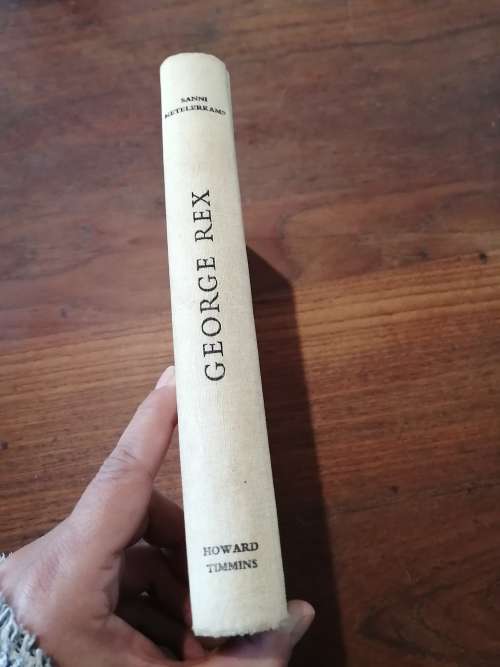 SANNI
METELERKAMP
GEORGE REX
HOWARD
TIMMINS